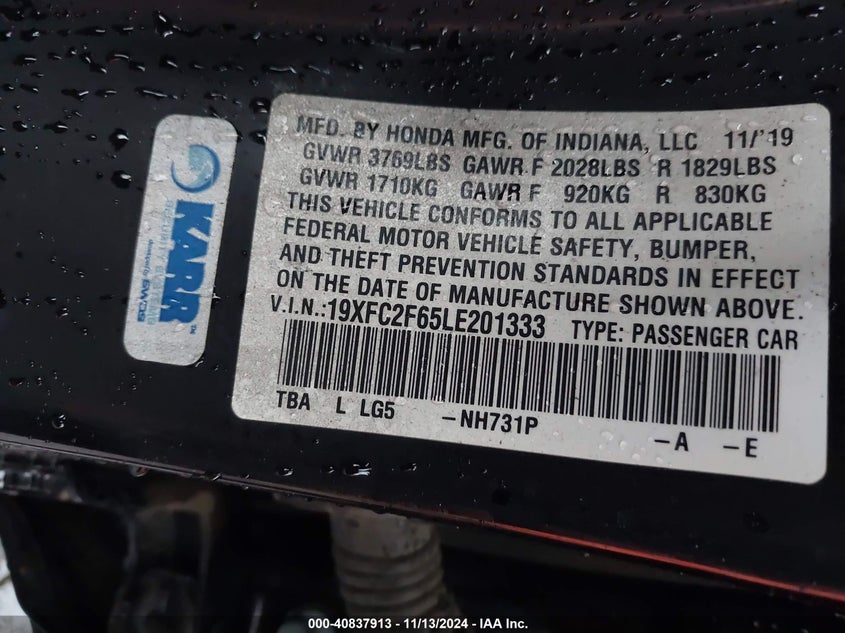 MFD. BY HONDA MFG. OF INDIANA, LLC 11/'19
GVWR 3769LBS GAWR F 2028LBS R 1829LBS
GVWR 1710KG GAWR F 920KG R 830KG
THIS VEHICLE CONFORMS TO ALL APPLICABLE
FEDERAL MOTOR VEHICLE SAFETY, BUMPER,
AND THEFT PREVENTION STANDARDS IN EFFECT
ON THE DATE OF MANUFACTURE SHOWN ABOVE.
V.I.N.:19XFC2F65LE201333 TYPE: PASSENGER CAR
TBA L LG5 -NH731P -A -E
KARR™
000-40837913 - 11/13/2024 - IAA Inc.